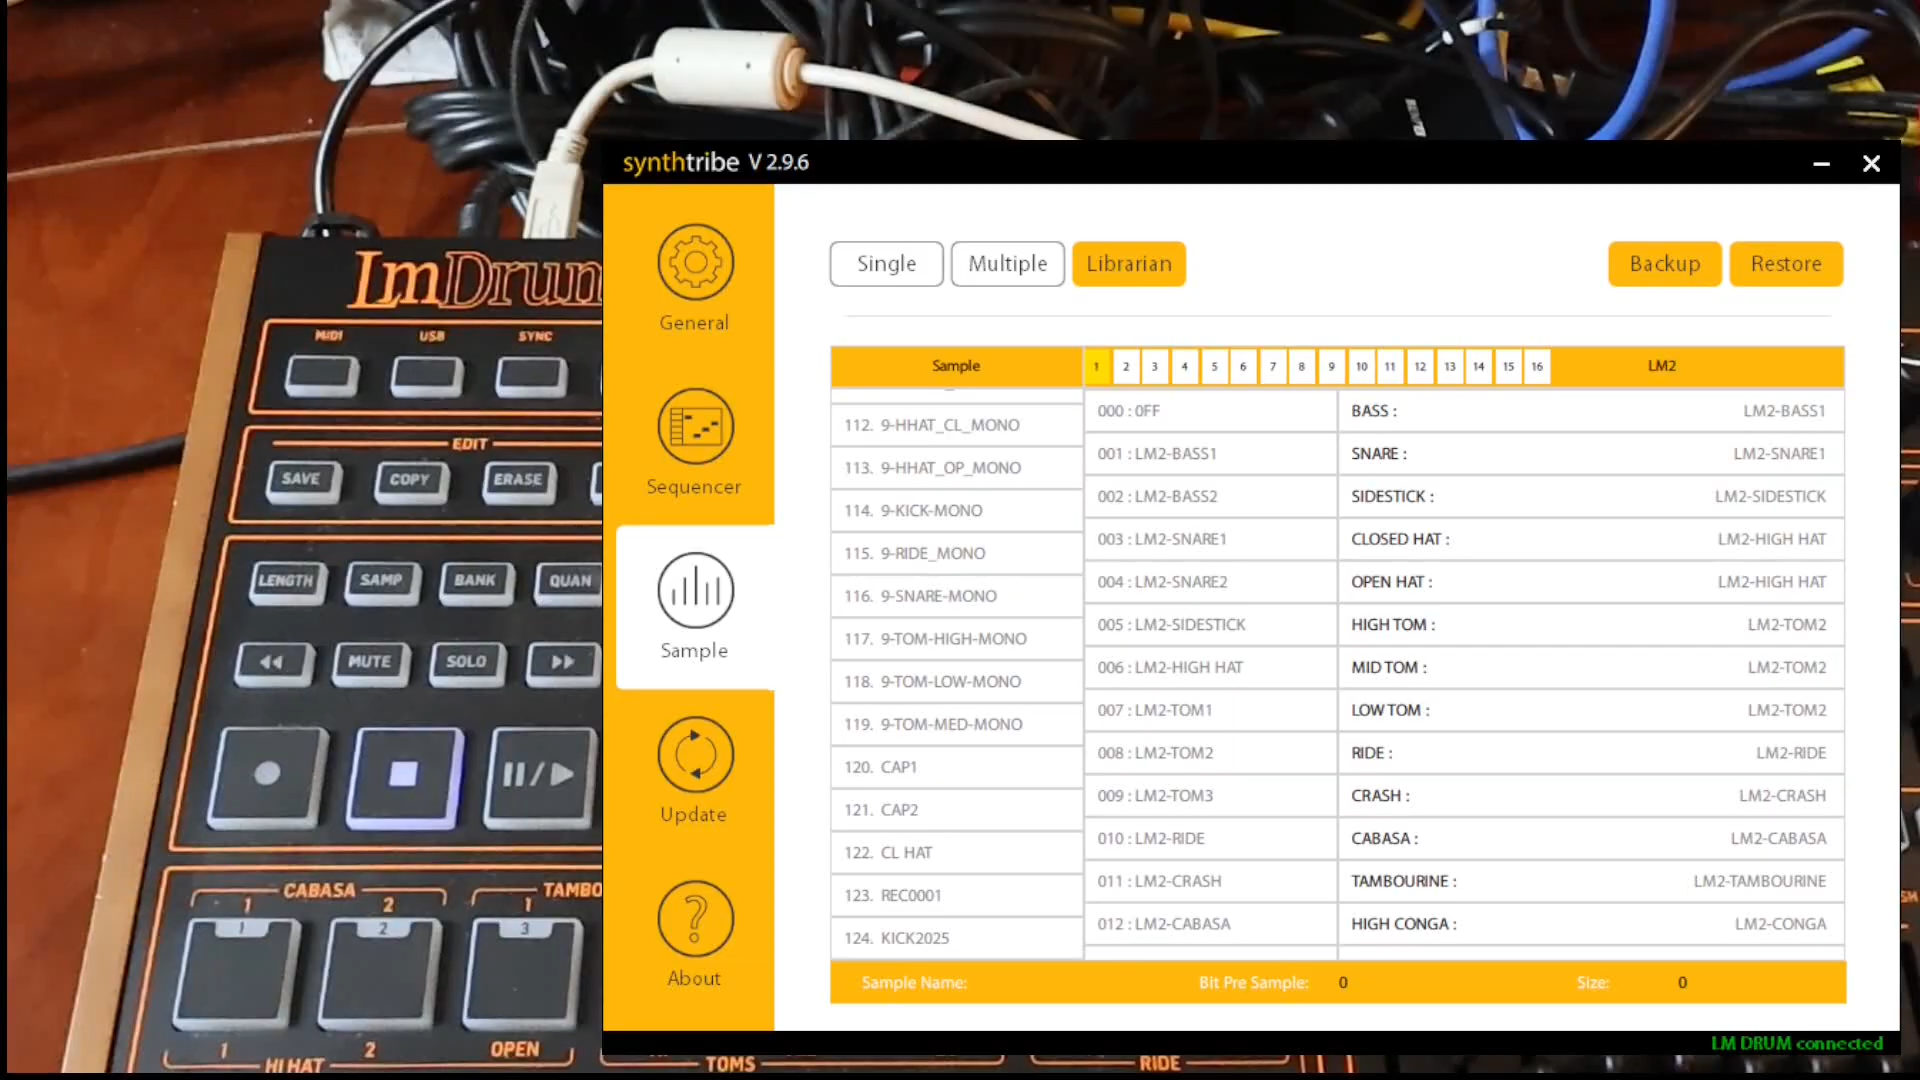 LmDrum
MIDI USB SYNC
EDIT
SAVE COPY ERASE
LENGTH SAMP BANK QUAN
MUTE SOLO
CABASA
TAMBO
1 2 1
1 2 3
1 2 OPEN
HI HAT
TOMS
RIDE
synthtribe V 2.9.6
General
Sequencer
Sample
Update
About
Single Multiple Librarian
Backup Restore
Sample
1 2 3 4 5 6 7 8 9 10 11 12 13 14 15 16
LM2
112. 9-HHAT_CL_MONO
113. 9-HHAT_OP_MONO
114. 9-KICK-MONO
115. 9-RIDE_MONO
116. 9-SNARE-MONO
117. 9-TOM-HIGH-MONO
118. 9-TOM-LOW-MONO
119. 9-TOM-MED-MONO
120. CAP1
121. CAP2
122. CL HAT
123. REC0001
124. KICK2025
000 : 0FF
001 : LM2-BASS1
002 : LM2-BASS2
003 : LM2-SNARE1
004 : LM2-SNARE2
005 : LM2-SIDESTICK
006 : LM2-HIGH HAT
007 : LM2-TOM1
008 : LM2-TOM2
009 : LM2-TOM3
010 : LM2-RIDE
011 : LM2-CRASH
012 : LM2-CABASA
BASS : LM2-BASS1
SNARE : LM2-SNARE1
SIDESTICK : LM2-SIDESTICK
CLOSED HAT : LM2-HIGH HAT
OPEN HAT : LM2-HIGH HAT
HIGH TOM : LM2-TOM2
MID TOM : LM2-TOM2
LOW TOM : LM2-TOM2
RIDE : LM2-RIDE
CRASH : LM2-CRASH
CABASA : LM2-CABASA
TAMBOURINE : LM2-TAMBOURINE
HIGH CONGA : LM2-CONGA
Sample Name: Bit Pre Sample: 0 Size: 0
LM DRUM connected